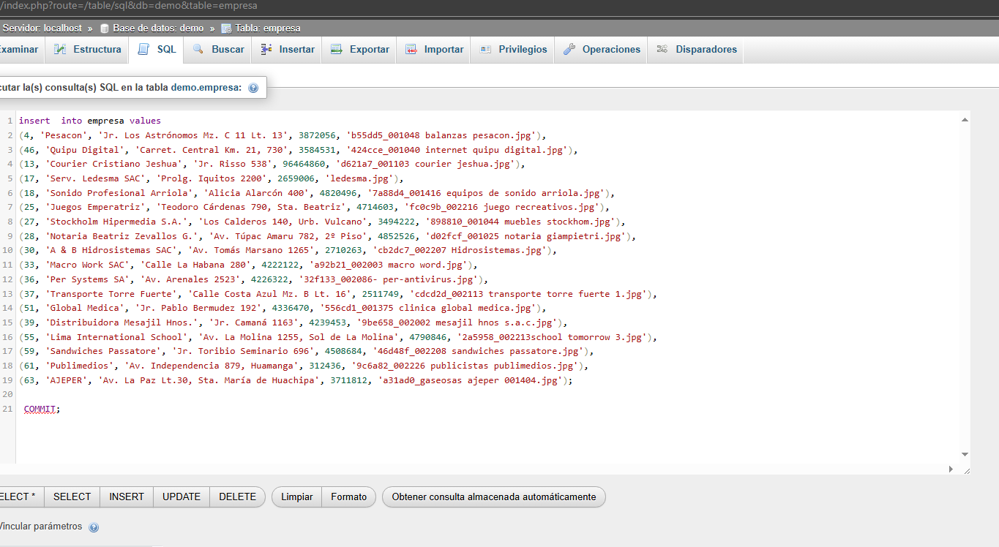 /index.php?route=/table/sql&db=demo&table=empresa
Servidor: localhost » Base de datos: demo » Tabla: empresa
xaminar Estructura SQL Buscar Insertar Exportar Importar Privilegios Operaciones Disparadores
cutar la(s) consulta(s) SQL en la tabla demo.empresa:
1 insert  into empresa values
2 (4, 'Pesacon', 'Jr. Los Astrónomos Mz. C 11 Lt. 13', 3872056, 'b55dd5_001048 balanzas pesacon.jpg'),
3 (46, 'Quipu Digital', 'Carret. Central Km. 21, 730', 3584531, '424cce_001040 internet quipu digital.jpg'),
4 (13, 'Courier Cristiano Jeshua', 'Jr. Risso 538', 96464860, 'd621a7_001103 courier jeshua.jpg'),
5 (17, 'Serv. Ledesma SAC', 'Prolg. Iquitos 2200', 2659006, 'ledesma.jpg'),
6 (18, 'Sonido Profesional Arriola', 'Alicia Alarcón 400', 4820496, '7a88d4_001416 equipos de sonido arriola.jpg'),
7 (25, 'Juegos Emperatriz', 'Teodoro Cárdenas 790, Sta. Beatriz', 4714603, 'fc0c9b_002216 juego recreativos.jpg'),
8 (27, 'Stockholm Hipermedia S.A.', 'Los Calderos 140, Urb. Vulcano', 3494222, '898810_001044 muebles stockhom.jpg'),
9 (28, 'Notaria Beatriz Zevallos G.', 'Av. Túpac Amaru 782, 2º Piso', 4852526, 'd02fcf_001025 notaria giampietri.jpg'),
10 (30, 'A & B Hidrosistemas SAC', 'Av. Tomás Marsano 1265', 2710263, 'cb2dc7_002207 Hidrosistemas.jpg'),
11 (33, 'Macro Work SAC', 'Calle La Habana 280', 4222122, 'a92b21_002003 macro word.jpg'),
12 (36, 'Per Systems SA', 'Av. Arenales 2523', 4226322, '32f133_002086- per-antivirus.jpg'),
13 (37, 'Transporte Torre Fuerte', 'Calle Costa Azul Mz. B Lt. 16', 2511749, 'cdcd2d_002113 transporte torre fuerte 1.jpg'),
14 (51, 'Global Medica', 'Jr. Pablo Bermudez 192', 4336470, '556cd1_001375 clinica global medica.jpg'),
15 (39, 'Distribuidora Mesajil Hnos.', 'Jr. Camaná 1163', 4239453, '9be658_002002 mesajil hnos s.a.c.jpg'),
16 (55, 'Lima International School', 'Av. La Molina 1255, Sol de La Molina', 4790846, '2a5958_002213school tomorrow 3.jpg'),
17 (59, 'Sandwiches Passatore', 'Jr. Toribio Seminario 696', 4508684, '46d48f_002208 sandwiches passatore.jpg'),
18 (61, 'Publimedios', 'Av. Independencia 879, Huamanga', 312436, '9c6a82_002226 publicistas publimedios.jpg'),
19 (63, 'AJEPER', 'Av. La Paz Lt.30, Sta. María de Huachipa', 3711812, 'a31ad0_gaseosas ajeper 001404.jpg');
20
21 COMMIT;
ELECT * SELECT INSERT UPDATE DELETE Limpiar Formato Obtener consulta almacenada automáticamente
Vincular parámetros